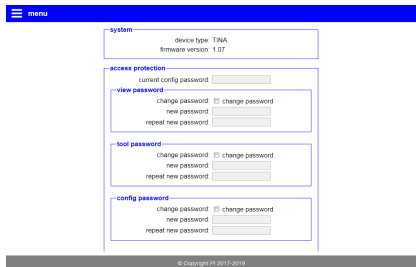 menu
system
device type: TINA
firmware version: 1.07
access protection
current config password:
view password
change password: change password
new password:
repeat new password:
tool password
change password: change password
new password:
repeat new password:
config password
change password: change password
new password:
repeat new password:
© Copyright PI 2017-2019